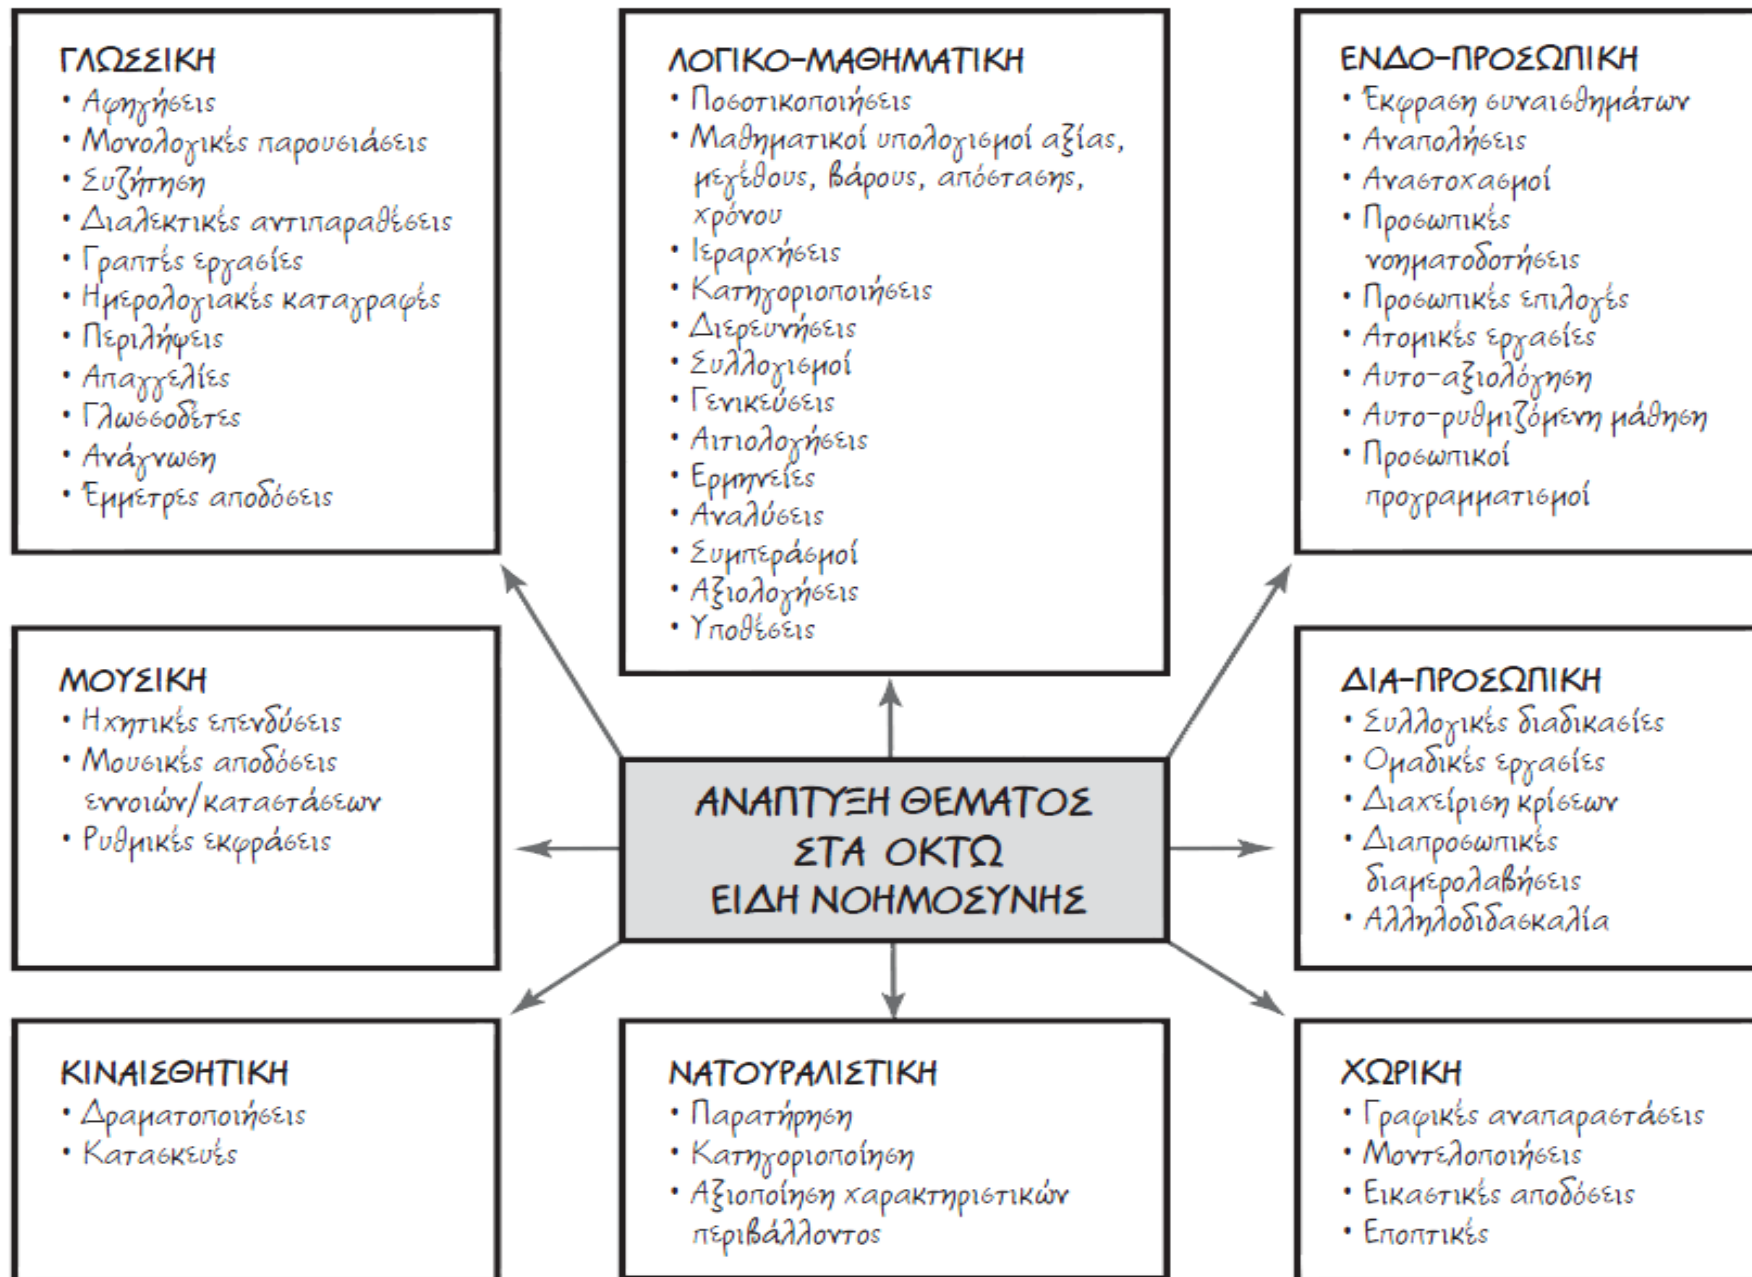 ΓΛΩΣΣΙΚΗ
• Αφηγήσεις
• Μονολογικές παρουσιάσεις
• Συζήτηση
• Διαλεκτικές αντιπαραθέσεις
• Γραπτές εργασίες
• Ημερολογιακές καταγραφές
• Περιλήψεις
• Απαγγελίες
• Γλωσσοδέτες
• Ανάγνωση
• Έμμετρες αποδόσεις
ΛΟΓΙΚΟ-ΜΑΘΗΜΑΤΙΚΗ
• Ποσοτικοποιήσεις
• Μαθηματικοί υπολογισμοί αξίας,
μεγέθους, βάρους, απόστασης,
χρόνου
• Ιεραρχήσεις
• Κατηγοριοποιήσεις
• Διερευνήσεις
• Συλλογισμοί
• Γενικεύσεις
• Αιτιολογήσεις
• Ερμηνείες
• Αναλύσεις
• Συμπεράσμοί
• Αξιολογήσεις
• Υποθέσεις
ΕΝΔΟ-ΠΡΟΣΩΠΙΚΗ
• Έκφραση συναισθημάτων
• Αναπολήσεις
• Αναστοχασμοί
• Προσωπικές
νοηματοδοτήσεις
• Προσωπικές επιλογές
• Ατομικές εργασίες
• Αυτο-αξιολόγηση
• Αυτο-ρυθμιζόμενη μάθηση
• Προσωπικοί
προγραμματισμοί
ΜΟΥΣΙΚΗ
• Ηχητικές επενδύσεις
• Μουσικές αποδόσεις
εννοιών/καταστάσεων
• Ρυθμικές εκφράσεις
ΑΝΑΠΤΥΞΗ ΘΕΜΑΤΟΣ
ΣΤΑ ΟΚΤΩ
ΕΙΔΗ ΝΟΗΜΟΣΥΝΗΣ
ΔΙΑ-ΠΡΟΣΩΠΙΚΗ
• Συλλογικές διαδικασίες
• Ομαδικές εργασίες
• Διαχείριση κρίσεων
• Διαπροσωπικές
διαμερολαβήσεις
• Αλληλοδιδασκαλία
ΚΙΝΑΙΣΘΗΤΙΚΗ
• Δραματοποιήσεις
• Κατασκευές
ΝΑΤΟΥΡΑΛΙΣΤΙΚΗ
• Παρατήρηση
• Κατηγοριοποίηση
• Αξιοποίηση χαρακτηριστικών
περιβάλλοντος
ΧΩΡΙΚΗ
• Γραφικές αναπαραστάσεις
• Μοντελοποιήσεις
• Εικαστικές αποδόσεις
• Εποπτικές